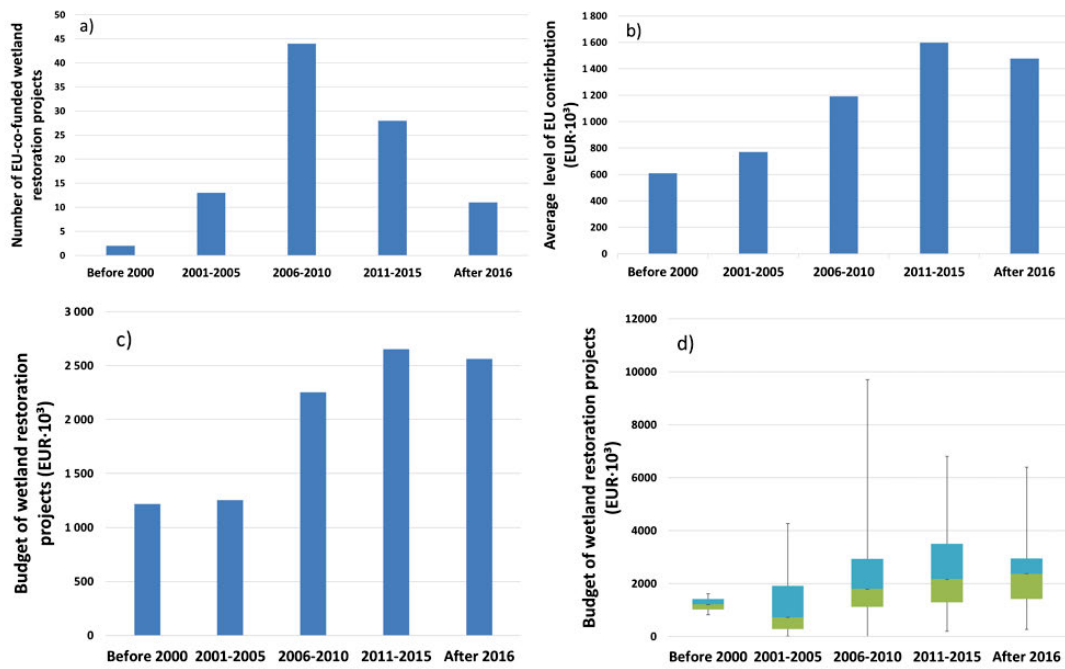 a)
Number of EU-co-funded wetland
restoration projects
50
45
40
35
30
25
20
15
10
5
0
Before 2000 2001-2005 2006-2010 2011-2015 After 2016
b)
Average level of EU contirbution
(EUR·10³)
1 800
1 600
1 400
1 200
1 000
800
600
400
200
0
Before 2000 2001-2005 2006-2010 2011-2015 After 2016
c)
Budget of wetland restoration
projects (EUR·10³)
3 000
2 500
2 000
1 500
1 000
500
0
Before 2000 2001-2005 2006-2010 2011-2015 After 2016
d)
Budget of wetland restoration projects
(EUR·10³)
12000
10000
8000
6000
4000
2000
0
Before 2000 2001-2005 2006-2010 2011-2015 After 2016